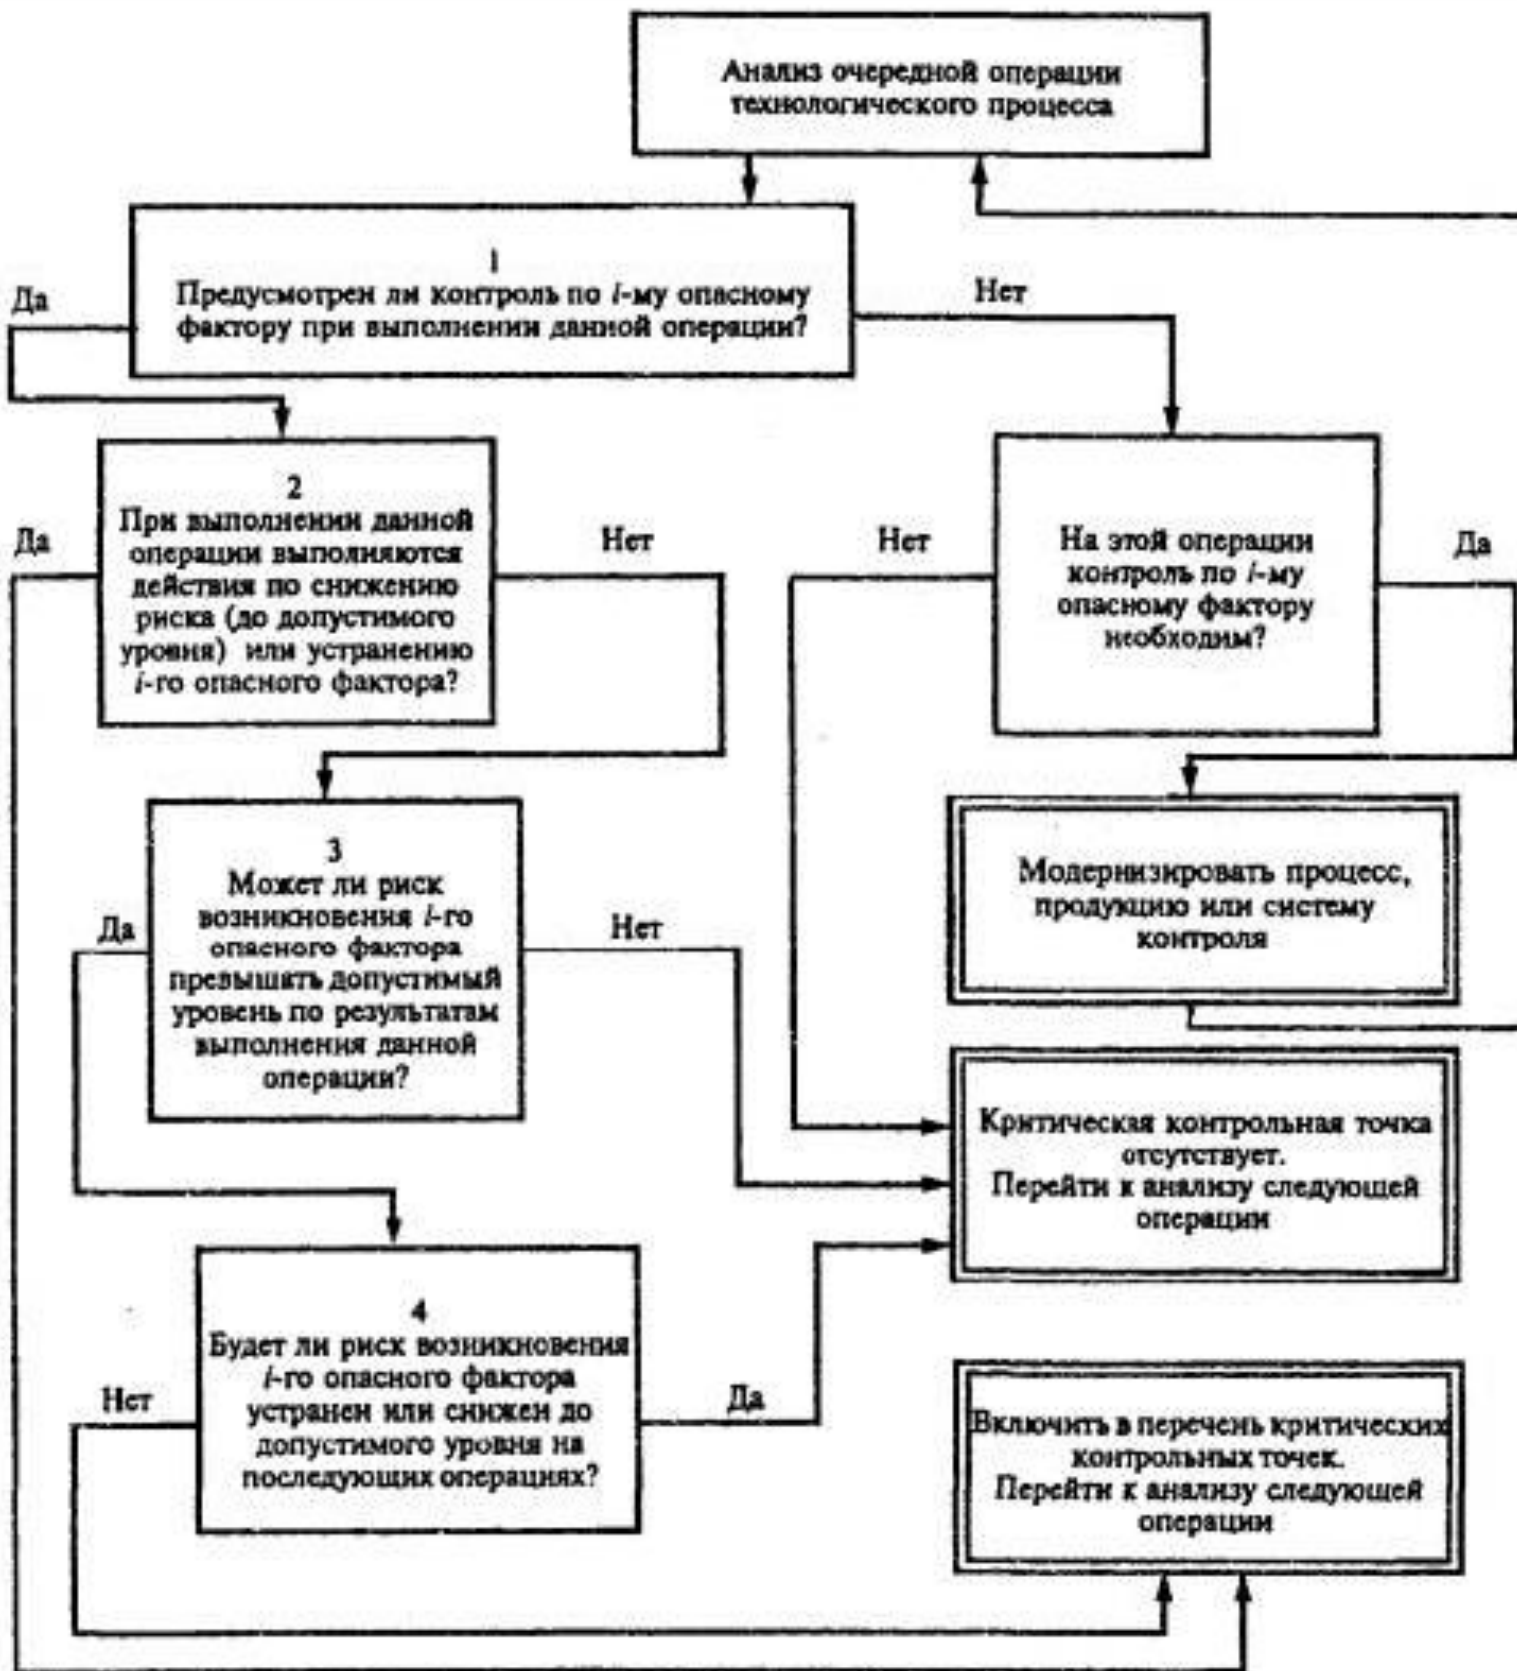 Анализ очередной операции
технологического процесса
1
Предусмотрен ли контроль по i-му опасному
фактору при выполнении данной операции?
Да
Нет
2
При выполнении данной
операции выполняются
действия по снижению
риска (до допустимого
уровня) или устранению
i-го опасного фактора?
Да
Нет
На этой операции
контроль по i-му
опасному фактору
необходим?
Нет
Да
3
Может ли риск
возникновения i-го
опасного фактора
превышать допустимый
уровень по результатам
выполнения данной
операции?
Да
Нет
Модернизировать процесс,
продукцию или систему
контроля
Критическая контрольная точка
отсутствует.
Перейти к анализу следующей
операции
4
Будет ли риск возникновения
i-го опасного фактора
устранен или снижен до
допустимого уровня на
последующих операциях?
Нет
Да
Включить в перечень критических
контрольных точек.
Перейти к анализу следующей
операции